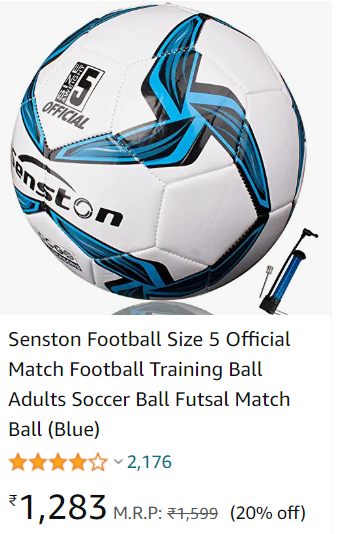 5
OFFICIAL
senston
Senston Football Size 5 Official
Match Football Training Ball
Adults Soccer Ball Futsal Match
Ball (Blue)
2,176
₹1,283 M.R.P: ₹1,599 (20% off)